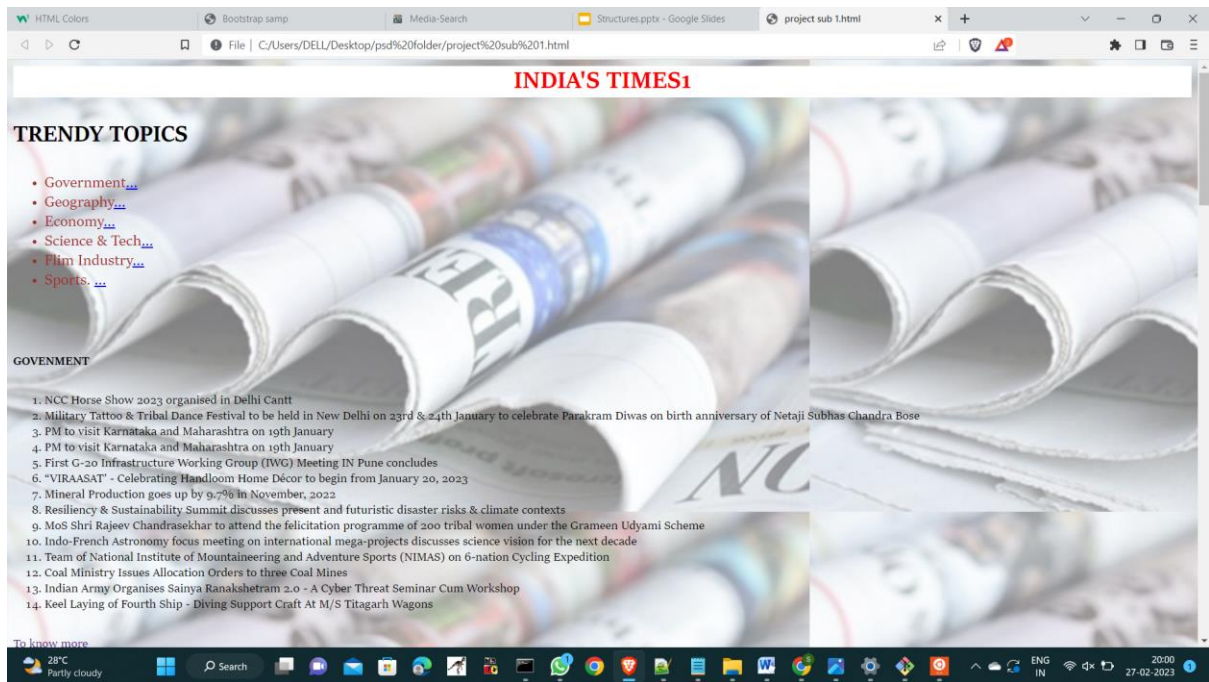 HTML Colors
Bootstrap samp
Media-Search
Structures.pptx - Google Slides
project sub 1.html
File | C:/Users/DELL/Desktop/psd%20folder/project%20sub%201.html
INDIA'S TIMES1
TRENDY TOPICS
• Government...
• Geography...
• Economy...
• Science & Tech...
• Flim Industry...
• Sports. ...
GOVENMENT
1. NCC Horse Show 2023 organised in Delhi Cantt
2. Military Tattoo & Tribal Dance Festival to be held in New Delhi on 23rd & 24th January to celebrate Parakram Diwas on birth anniversary of Netaji Subhas Chandra Bose
3. PM to visit Karnataka and Maharashtra on 19th January
4. PM to visit Karnataka and Maharashtra on 19th January
5. First G-20 Infrastructure Working Group (IWG) Meeting IN Pune concludes
6. “VIRAASAT’ - Celebrating Handloom Home Décor to begin from January 20, 2023
7. Mineral Production goes up by 9.7% in November, 2022
8. Resiliency & Sustainability Summit discusses present and futuristic disaster risks & climate contexts
9. MoS Shri Rajeev Chandrasekhar to attend the felicitation programme of 200 tribal women under the Grameen Udyami Scheme
10. Indo-French Astronomy focus meeting on international mega-projects discusses science vision for the next decade
11. Team of National Institute of Mountaineering and Adventure Sports (NIMAS) on 6-nation Cycling Expedition
12. Coal Ministry Issues Allocation Orders to three Coal Mines
13. Indian Army Organises Sainya Ranakshetram 2.0 - A Cyber Threat Seminar Cum Workshop
14. Keel Laying of Fourth Ship - Diving Support Craft At M/S Titagarh Wagons
To know more
28°C
Partly cloudy
Search
ENG
IN
20:00
27-02-2023